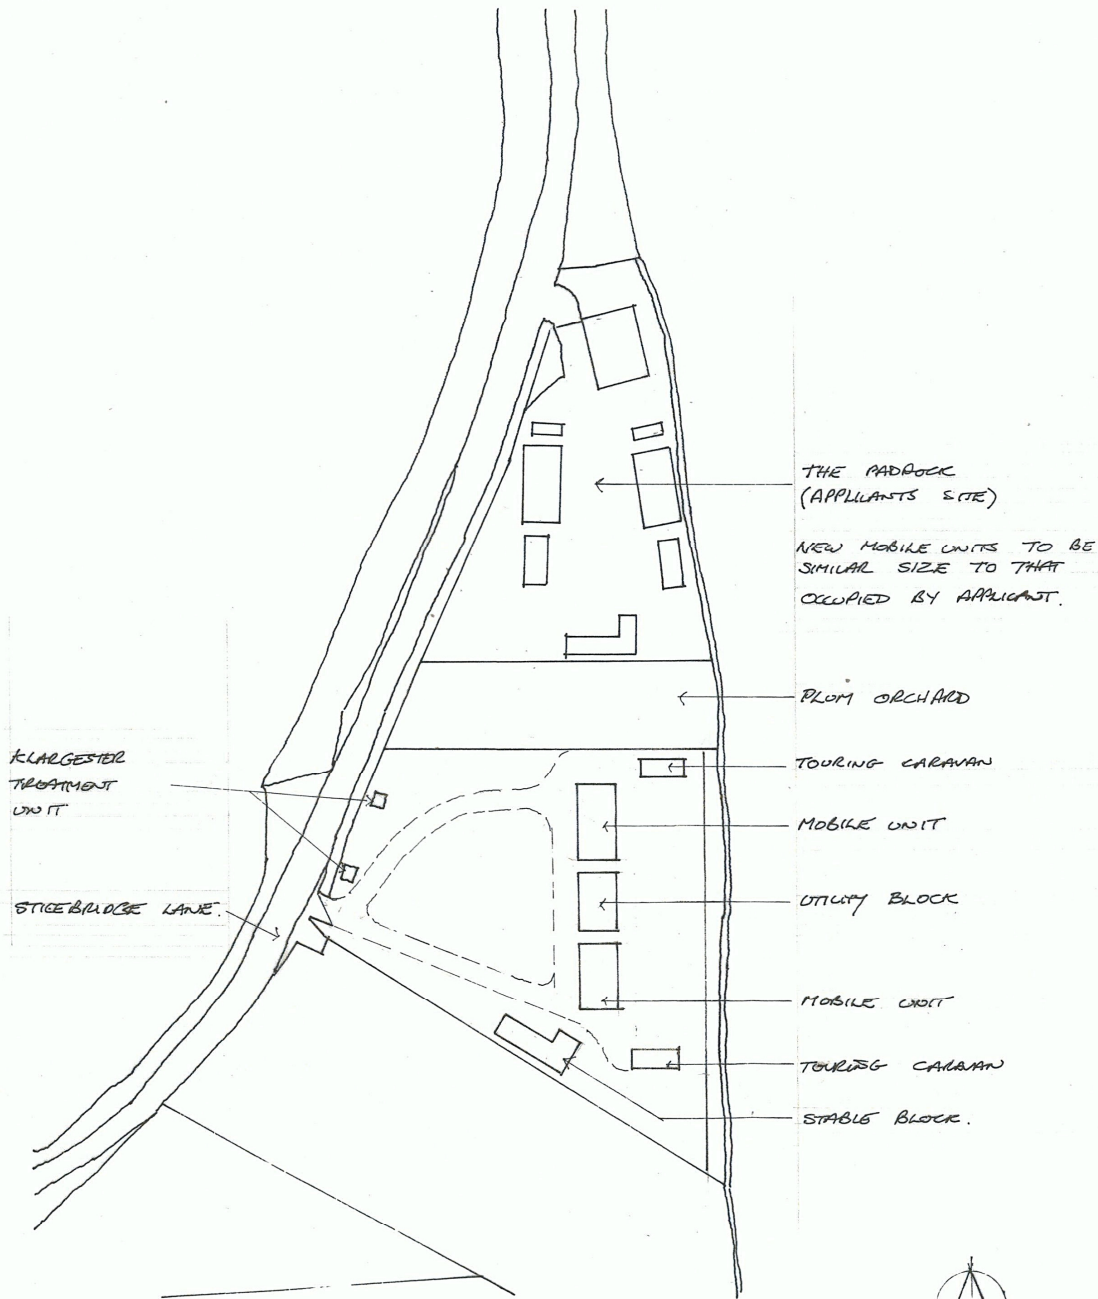 THE PADDOCK
(APPLICANTS SITE)
NEW MOBILE UNITS TO BE
SIMILAR SIZE TO THAT
OCCUPIED BY APPLICANT.
PLUM ORCHARD
KLARGESTER
TREATMENT
UNIT
TOURING CARAVAN
MOBILE UNIT
UTILITY BLOCK
STILEBRIDGE LANE.
MOBILE UNIT
TOURING CARAVAN
STABLE BLOCK.